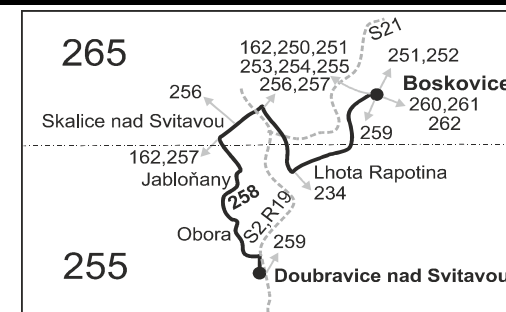 S21
265
162,250,251
253,254,255
256,257
251,252
Boskovice
260,261
262
256
Skalice nad Svitavou
259
162,257
Jabloňany
Lhota Rapotina
234
258
S2,R19
Obora
259
255
Doubravice nad Svitavou